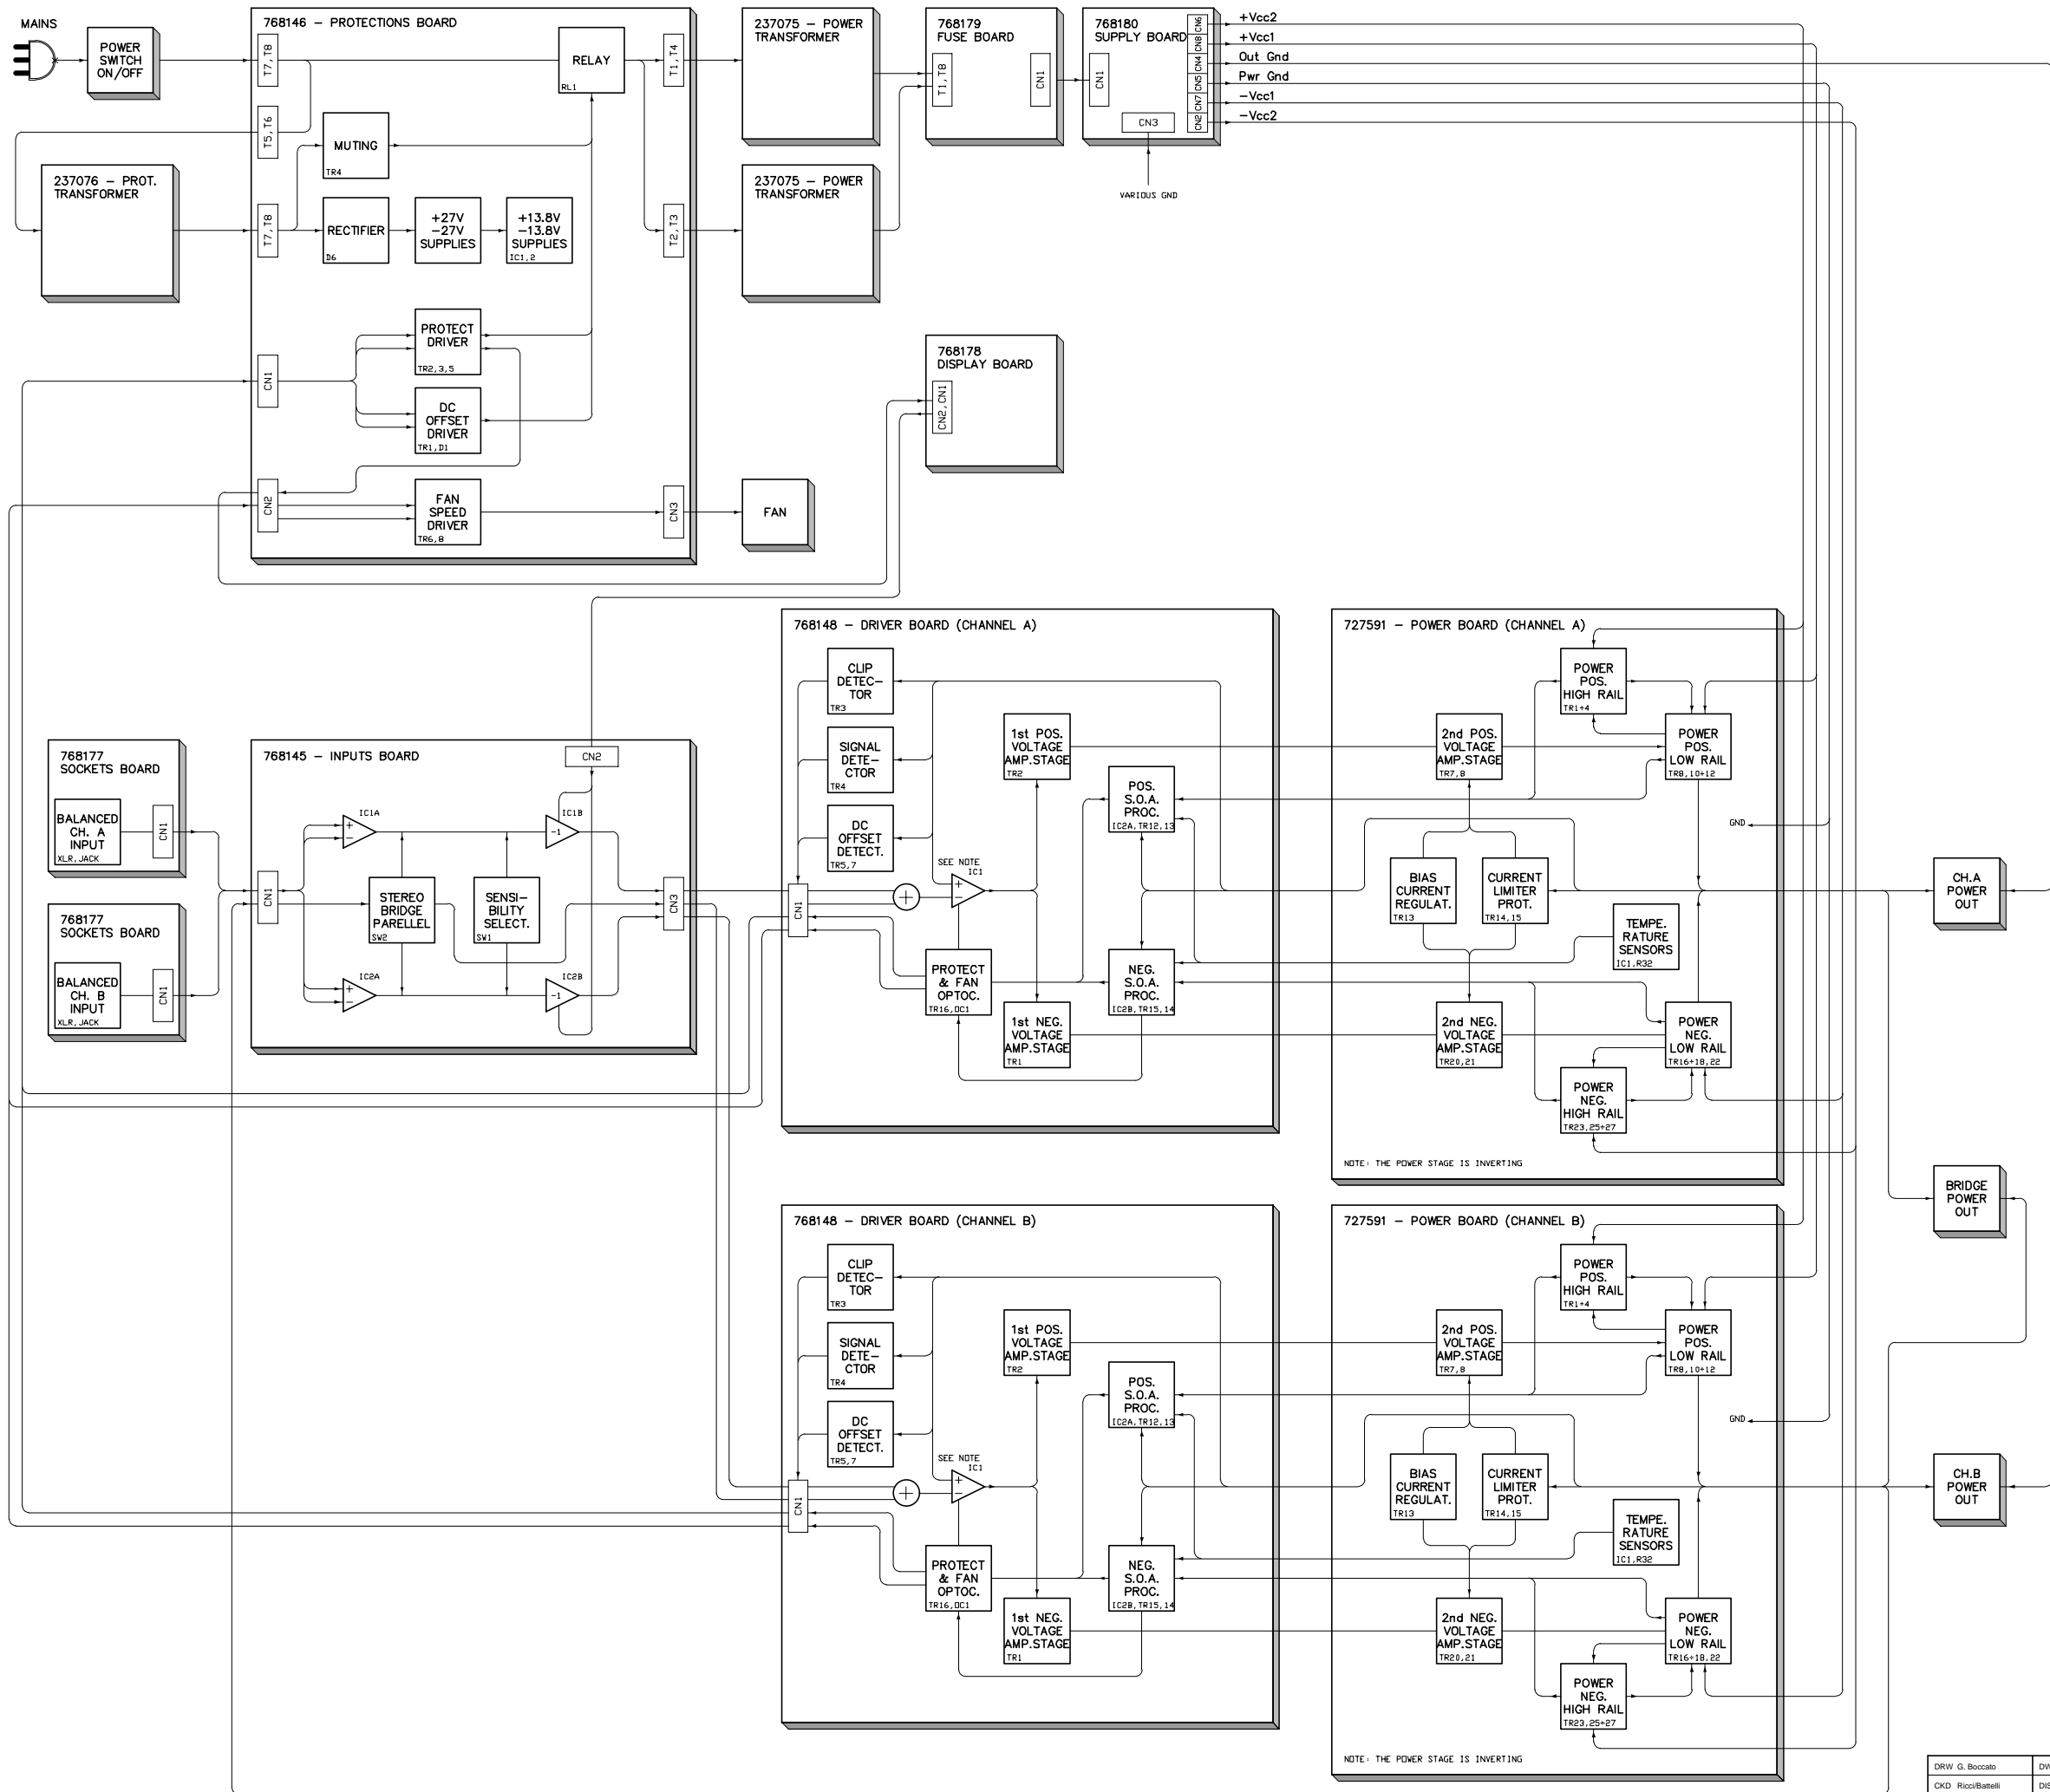 MAINS
POWER
SWITCH
ON/OFF
768146 - PROTECTIONS BOARD
T7,T8
T5,T6
RELAY
RL1
T1,T4
MUTING
TR4
237076 - PROT.
TRANSFORMER
T7,T8
RECTIFIER
D6
+27V
-27V
SUPPLIES
+13.8V
-13.8V
SUPPLIES
IC1,2
T2,T3
PROTECT
DRIVER
TR2,3,5
CN1
DC
OFFSET
DRIVER
TR1,D1
CN2
FAN
SPEED
DRIVER
TR6,8
CN3
FAN
237075 - POWER
TRANSFORMER
237075 - POWER
TRANSFORMER
768179
FUSE BOARD
T1,T8
CN1
768180
SUPPLY BOARD
CN1
CN3
VARIOUS GND
CN6
CN8
CN4
CN5
CN7
CN2
+Vcc2
+Vcc1
Out Gnd
Pwr Gnd
-Vcc1
-Vcc2
768178
DISPLAY BOARD
CN2,CN1
768177
SOCKETS BOARD
BALANCED
CH. A
INPUT
XLR,JACK
CN1
768177
SOCKETS BOARD
BALANCED
CH. B
INPUT
XLR,JACK
CN1
768145 - INPUTS BOARD
CN2
IC1A
+
-
IC1B
-1
CN1
STEREO
BRIDGE
PARELLEL
SW2
SENSI-
BILITY
SELECT.
SW1
CN3
IC2A
+
-
IC2B
-1
768148 - DRIVER BOARD (CHANNEL A)
CLIP
DETEC-
TOR
TR3
SIGNAL
DETE-
CTOR
TR4
DC
OFFSET
DETECT.
TR5,7
1st POS.
VOLTAGE
AMP.STAGE
TR2
POS.
S.O.A.
PROC.
IC2A,TR12,13
SEE NOTE
IC1
+
-
+
CN1
PROTECT
& FAN
OPTOC.
TR16,OC1
NEG.
S.O.A.
PROC.
IC2B,TR15,14
1st NEG.
VOLTAGE
AMP.STAGE
TR1
727591 - POWER BOARD (CHANNEL A)
POWER
POS.
HIGH RAIL
TR1÷4
2nd POS.
VOLTAGE
AMP.STAGE
TR7,8
POWER
POS.
LOW RAIL
TR8,10÷12
GND
BIAS
CURRENT
REGULAT.
TR13
CURRENT
LIMITER
PROT.
TR14,15
TEMPE.
RATURE
SENSORS
IC1,R32
2nd NEG.
VOLTAGE
AMP.STAGE
TR20,21
POWER
NEG.
LOW RAIL
TR16÷18,22
POWER
NEG.
HIGH RAIL
TR23,25÷27
NOTE: THE POWER STAGE IS INVERTING
CH.A
POWER
OUT
BRIDGE
POWER
OUT
768148 - DRIVER BOARD (CHANNEL B)
CLIP
DETEC-
TOR
TR3
SIGNAL
DETE-
CTOR
TR4
DC
OFFSET
DETECT.
TR5,7
1st POS.
VOLTAGE
AMP.STAGE
TR2
POS.
S.O.A.
PROC.
IC2A,TR12,13
SEE NOTE
IC1
+
-
+
CN1
PROTECT
& FAN
OPTOC.
TR16,OC1
NEG.
S.O.A.
PROC.
IC2B,TR15,14
1st NEG.
VOLTAGE
AMP.STAGE
TR1
727591 - POWER BOARD (CHANNEL B)
POWER
POS.
HIGH RAIL
TR1÷4
2nd POS.
VOLTAGE
AMP.STAGE
TR7,8
POWER
POS.
LOW RAIL
TR8,10÷12
GND
BIAS
CURRENT
REGULAT.
TR13
CURRENT
LIMITER
PROT.
TR14,15
TEMPE.
RATURE
SENSORS
IC1,R32
2nd NEG.
VOLTAGE
AMP.STAGE
TR20,21
POWER
NEG.
LOW RAIL
TR16÷18,22
POWER
NEG.
HIGH RAIL
TR23,25÷27
NOTE: THE POWER STAGE IS INVERTING
CH.B
POWER
OUT
DRW G. Boccato
CKD Ricci/Battelli